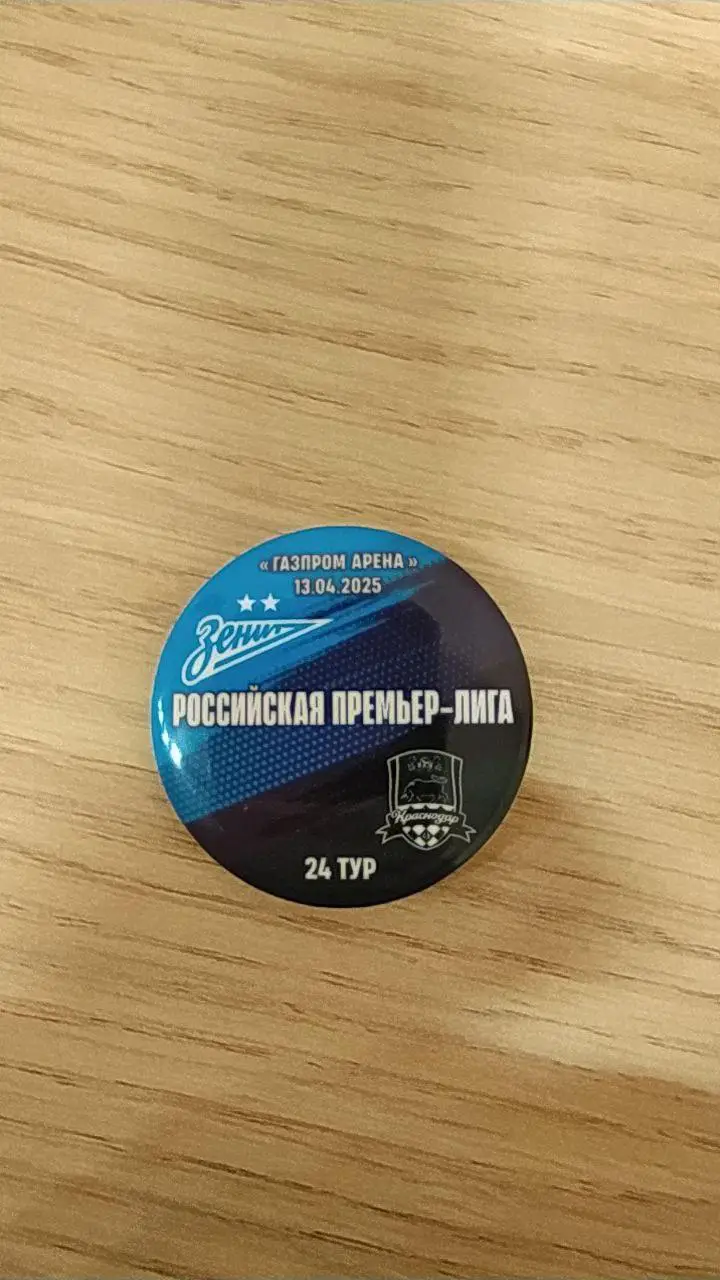 « ГАЗПРОМ АРЕНА »
13.04.2025
Зенит
РОССИЙСКАЯ ПРЕМЬЕР-ЛИГА
Краснодар
24 ТУР